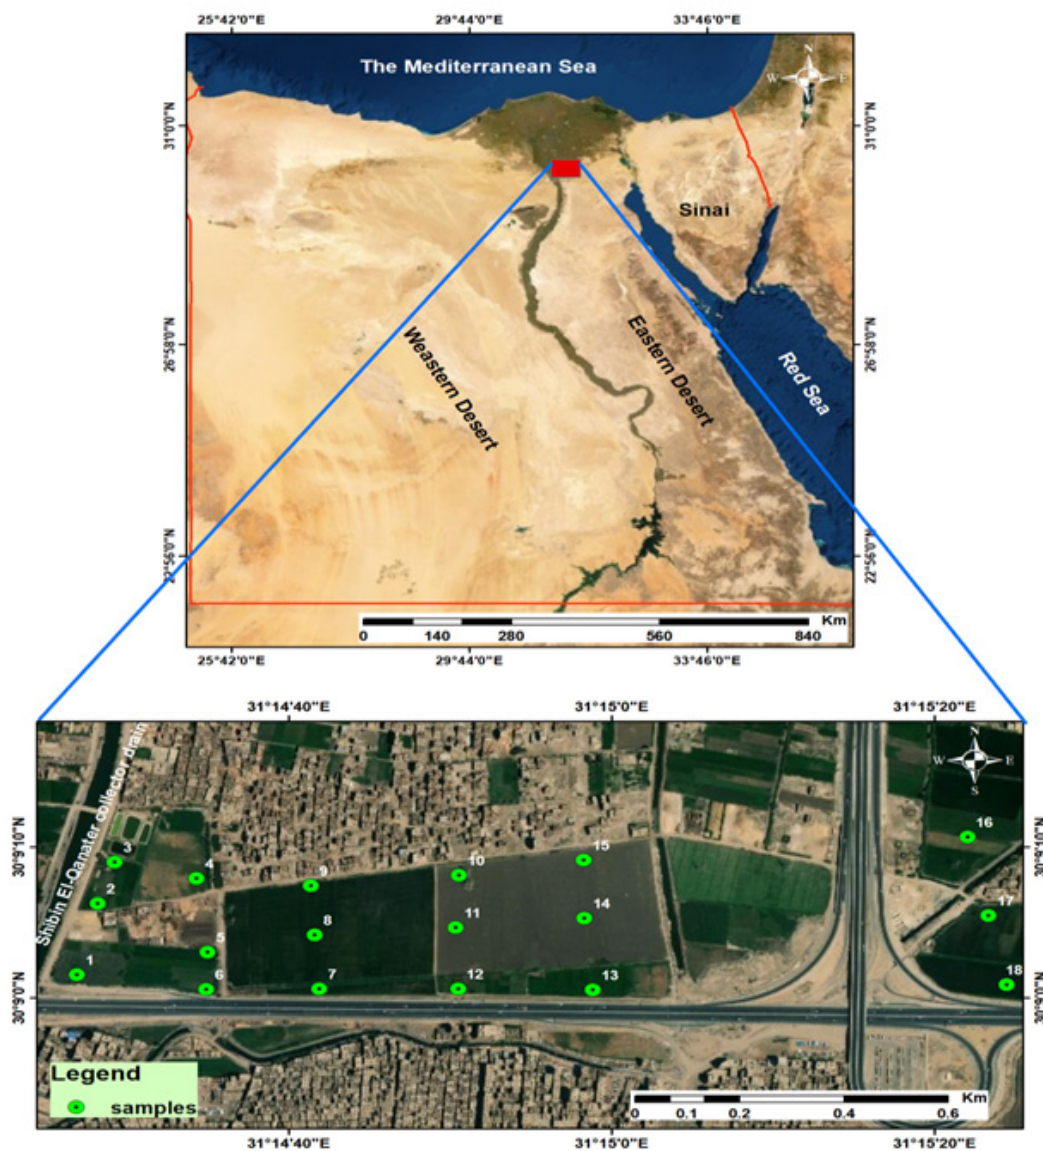 25°42'0"E 29°44'0"E 33°46'0"E
The Mediterranean Sea
N
W E
S
31°0'0"N 31°0'0"N
Sinai
26°58'0"N 26°58'0"N
Weastern Desert
Eastern Desert
Red Sea
22°56'0"N 22°56'0"N
Km
0 140 280 560 840
25°42'0"E 29°44'0"E 33°46'0"E
31°14'40"E 31°15'0"E 31°15'20"E
Shibin El-Qanater collector drain
N
W E
S
30°9'10"N 30°9'10"N
16
3
15
4
10
9
2
17
14
11
8
5
1
6
7
12
13
18
30°9'0"N 30°9'0"N
Legend
samples
Km
0 0.1 0.2 0.4 0.6
31°14'40"E 31°15'0"E 31°15'20"E